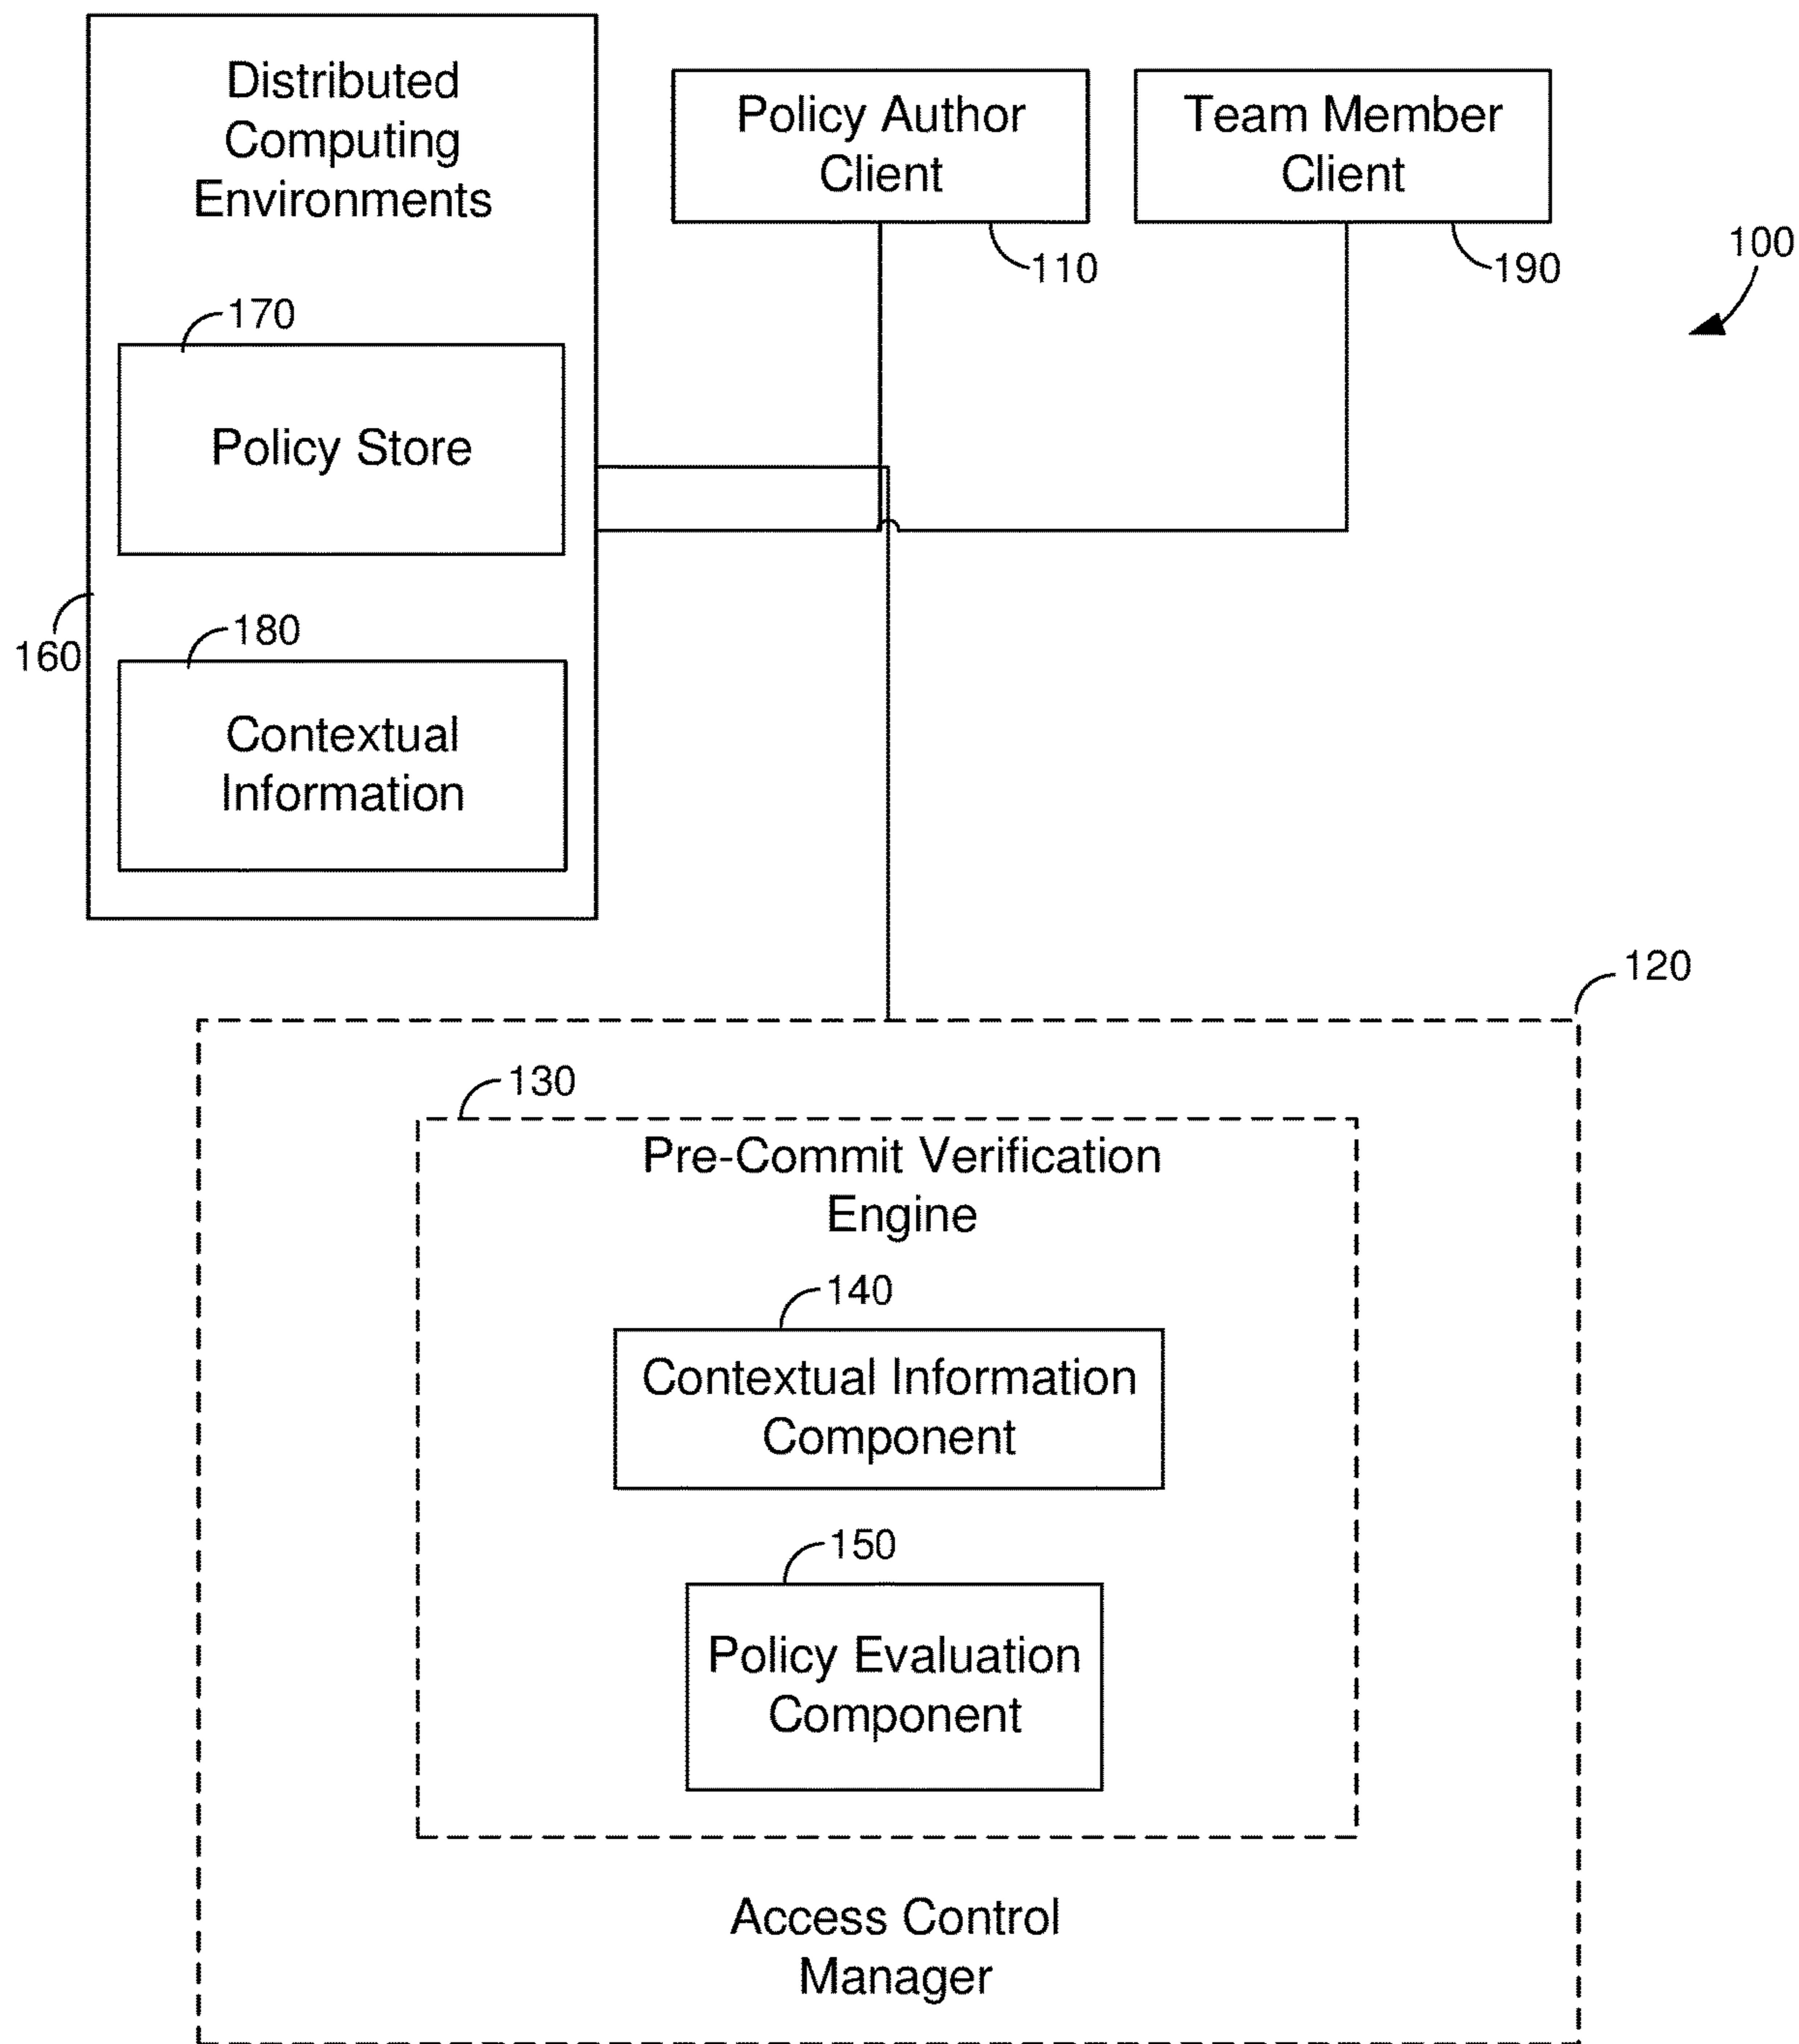 Distributed
Computing
Environments
Policy Author
Client
Team Member
Client
110
190
100
170
Policy Store
160
180
Contextual
Information
120
130
Pre-Commit Verification
Engine
140
Contextual Information
Component
150
Policy Evaluation
Component
Access Control
Manager